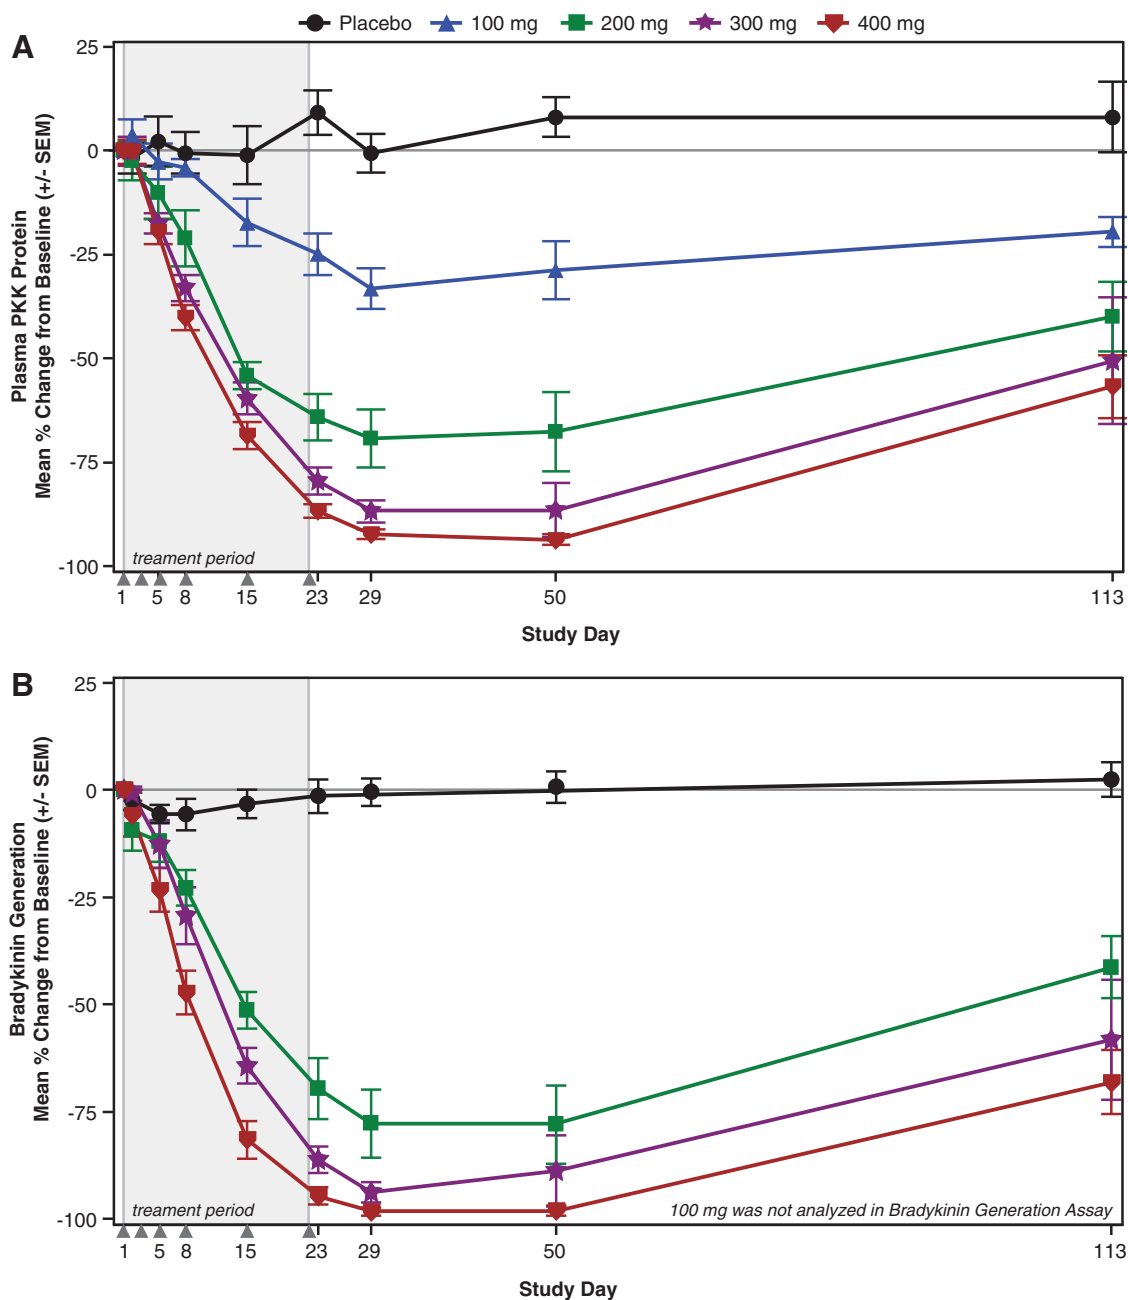 Placebo 100 mg 200 mg 300 mg 400 mg
A
Plasma PKK Protein
Mean % Change from Baseline (+/- SEM)
25
0
-25
-50
-75
-100
treament period
1 5 8 15 23 29 50 113
Study Day
B
Bradykinin Generation
Mean % Change from Baseline (+/- SEM)
25
0
-25
-50
-75
-100
treament period
100 mg was not analyzed in Bradykinin Generation Assay
1 5 8 15 23 29 50 113
Study Day